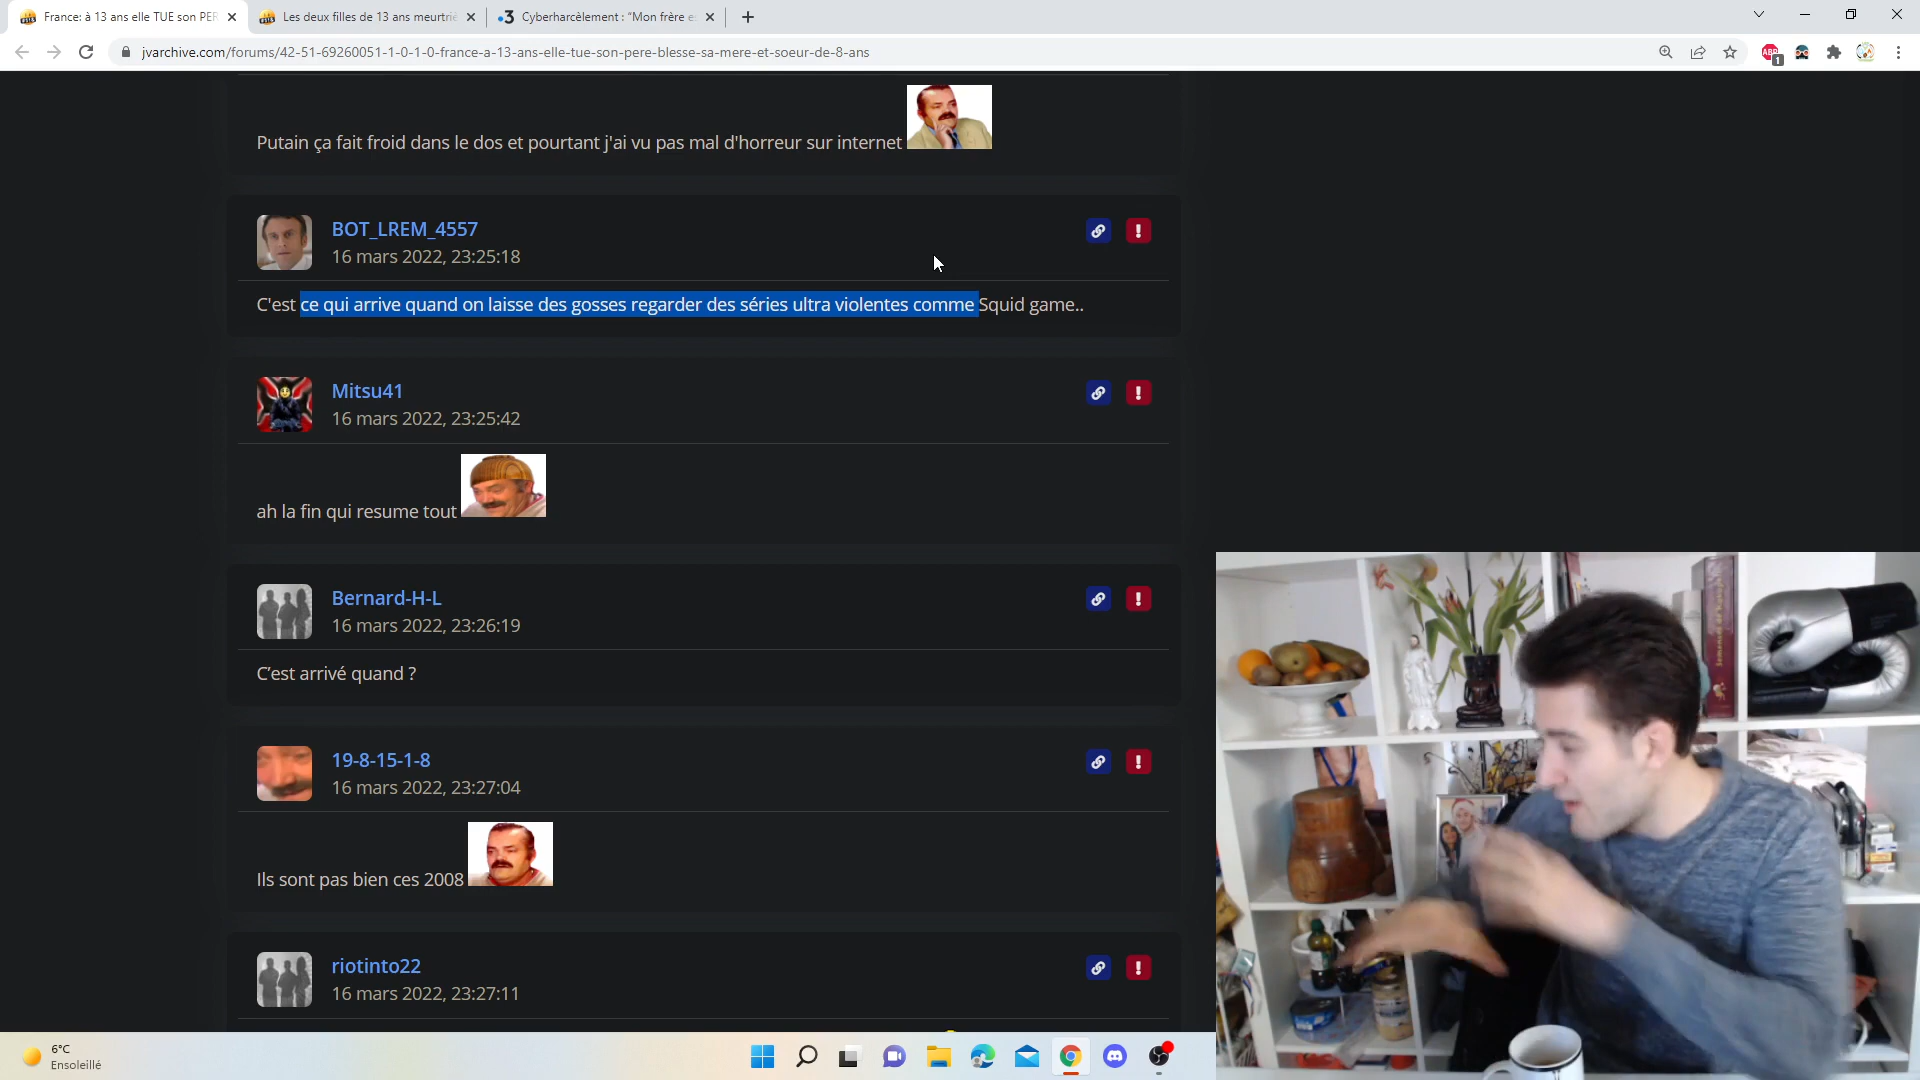 France: à 13 ans elle TUE son PER
Les deux filles de 13 ans meurtriè
3 Cyberharcèlement : "Mon frère e
jvarchive.com/forums/42-51-69260051-1-0-1-0-france-a-13-ans-elle-tue-son-pere-blesse-sa-mere-et-soeur-de-8-ans
ABP
1
Putain ça fait froid dans le dos et pourtant j'ai vu pas mal d'horreur sur internet
BOT_LREM_4557
16 mars 2022, 23:25:18
C'est ce qui arrive quand on laisse des gosses regarder des séries ultra violentes comme Squid game..
Mitsu41
16 mars 2022, 23:25:42
ah la fin qui resume tout
Bernard-H-L
16 mars 2022, 23:26:19
C'est arrivé quand ?
19-8-15-1-8
16 mars 2022, 23:27:04
Ils sont pas bien ces 2008
riotinto22
16 mars 2022, 23:27:11
6°C
Ensoleillé